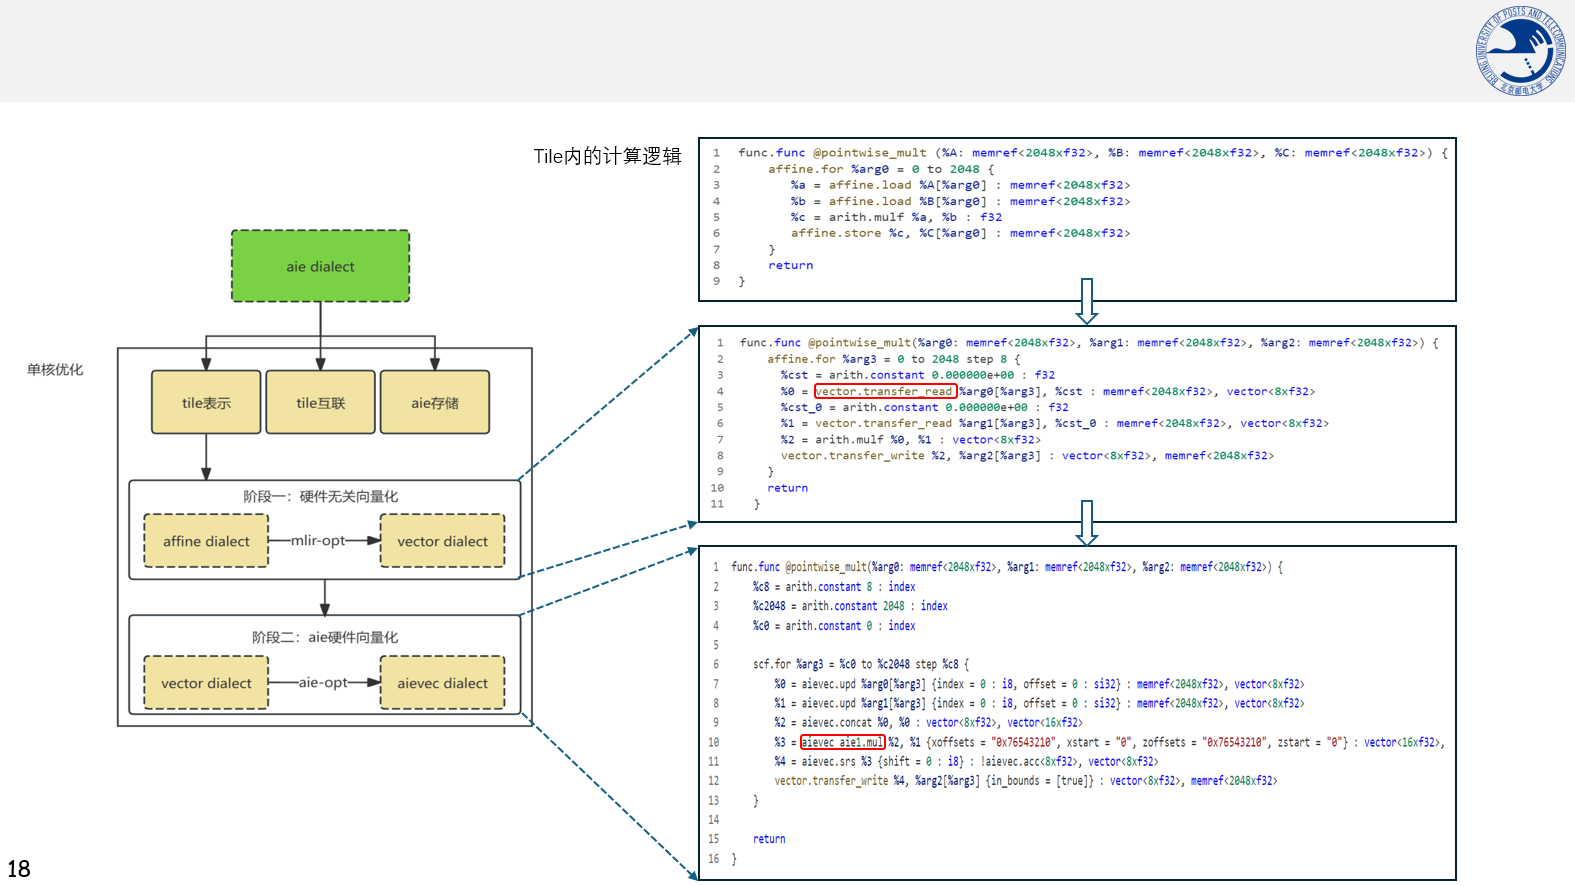 BEIJING UNIVERSITY OF POSTS AND TELECOMMUNICATIONS
北京邮电大学
Tile内的计算逻辑
1 func.func @pointwise_mult (%A: memref<2048xf32>, %B: memref<2048xf32>, %C: memref<2048xf32>) {
2 affine.for %arg0 = 0 to 2048 {
3 %a = affine.load %A[%arg0] : memref<2048xf32>
4 %b = affine.load %B[%arg0] : memref<2048xf32>
5 %c = arith.mulf %a, %b : f32
6 affine.store %c, %C[%arg0] : memref<2048xf32>
7 }
8 return
9 }
aie dialect
单核优化
tile表示
tile互联
aie存储
阶段一：硬件无关向量化
affine dialect
mlir-opt
vector dialect
阶段二：aie硬件向量化
vector dialect
aie-opt
aievec dialect
1 func.func @pointwise_mult(%arg0: memref<2048xf32>, %arg1: memref<2048xf32>, %arg2: memref<2048xf32>) {
2 affine.for %arg3 = 0 to 2048 step 8 {
3 %cst = arith.constant 0.000000e+00 : f32
4 %0 = vector.transfer_read %arg0[%arg3], %cst : memref<2048xf32>, vector<8xf32>
5 %cst_0 = arith.constant 0.000000e+00 : f32
6 %1 = vector.transfer_read %arg1[%arg3], %cst_0 : memref<2048xf32>, vector<8xf32>
7 %2 = arith.mulf %0, %1 : vector<8xf32>
8 vector.transfer_write %2, %arg2[%arg3] : vector<8xf32>, memref<2048xf32>
9 }
10 return
11 }
1 func.func @pointwise_mult(%arg0: memref<2048xf32>, %arg1: memref<2048xf32>, %arg2: memref<2048xf32>) {
2 %c8 = arith.constant 8 : index
3 %c2048 = arith.constant 2048 : index
4 %c0 = arith.constant 0 : index
5
6 scf.for %arg3 = %c0 to %c2048 step %c8 {
7 %0 = aievec.upd %arg0[%arg3] {index = 0 : i8, offset = 0 : si32} : memref<2048xf32>, vector<8xf32>
8 %1 = aievec.upd %arg1[%arg3] {index = 0 : i8, offset = 0 : si32} : memref<2048xf32>, vector<8xf32>
9 %2 = aievec.concat %0, %0 : vector<8xf32>, vector<16xf32>
10 %3 = aievec aie1.mul %2, %1 {xoffsets = "0x76543210", xstart = "0", zoffsets = "0x76543210", zstart = "0"} : vector<16xf32>,
11 %4 = aievec.srs %3 {shift = 0 : i8} : !aievec.acc<8xf32>, vector<8xf32>
12 vector.transfer_write %4, %arg2[%arg3] {in_bounds = [true]} : vector<8xf32>, memref<2048xf32>
13 }
14
15 return
16 }
18